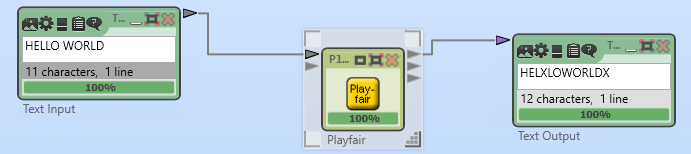 T...
HELLO WORLD
11 characters, 1 line
100%
Text Input
Pl...
Play-
fair
100%
Playfair
T...
HELXLOWORLDX
12 characters, 1 line
100%
Text Output